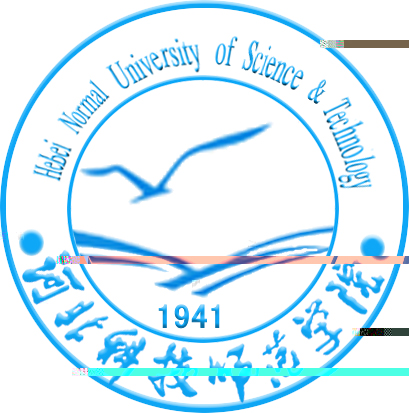 Hebei Normal University of Science & Technology
1941
河北科技师范学院